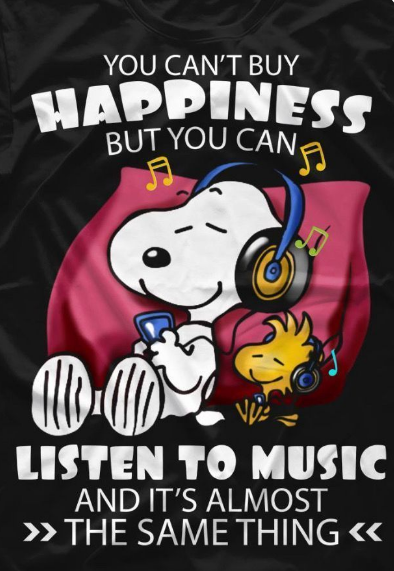 YOU CAN'T BUY
HAPPINESS
BUT YOU CAN
LISTEN TO MUSIC
AND IT'S ALMOST
>> THE SAME THING <<